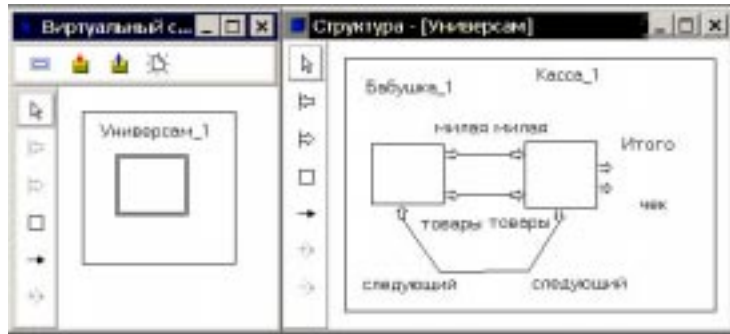 Виртуальный с...
Универсам_1
Структура - [Универсам]
Бабушка_1
Касса_1
милая милая
Итого
чек
товары товары
следующий следующий